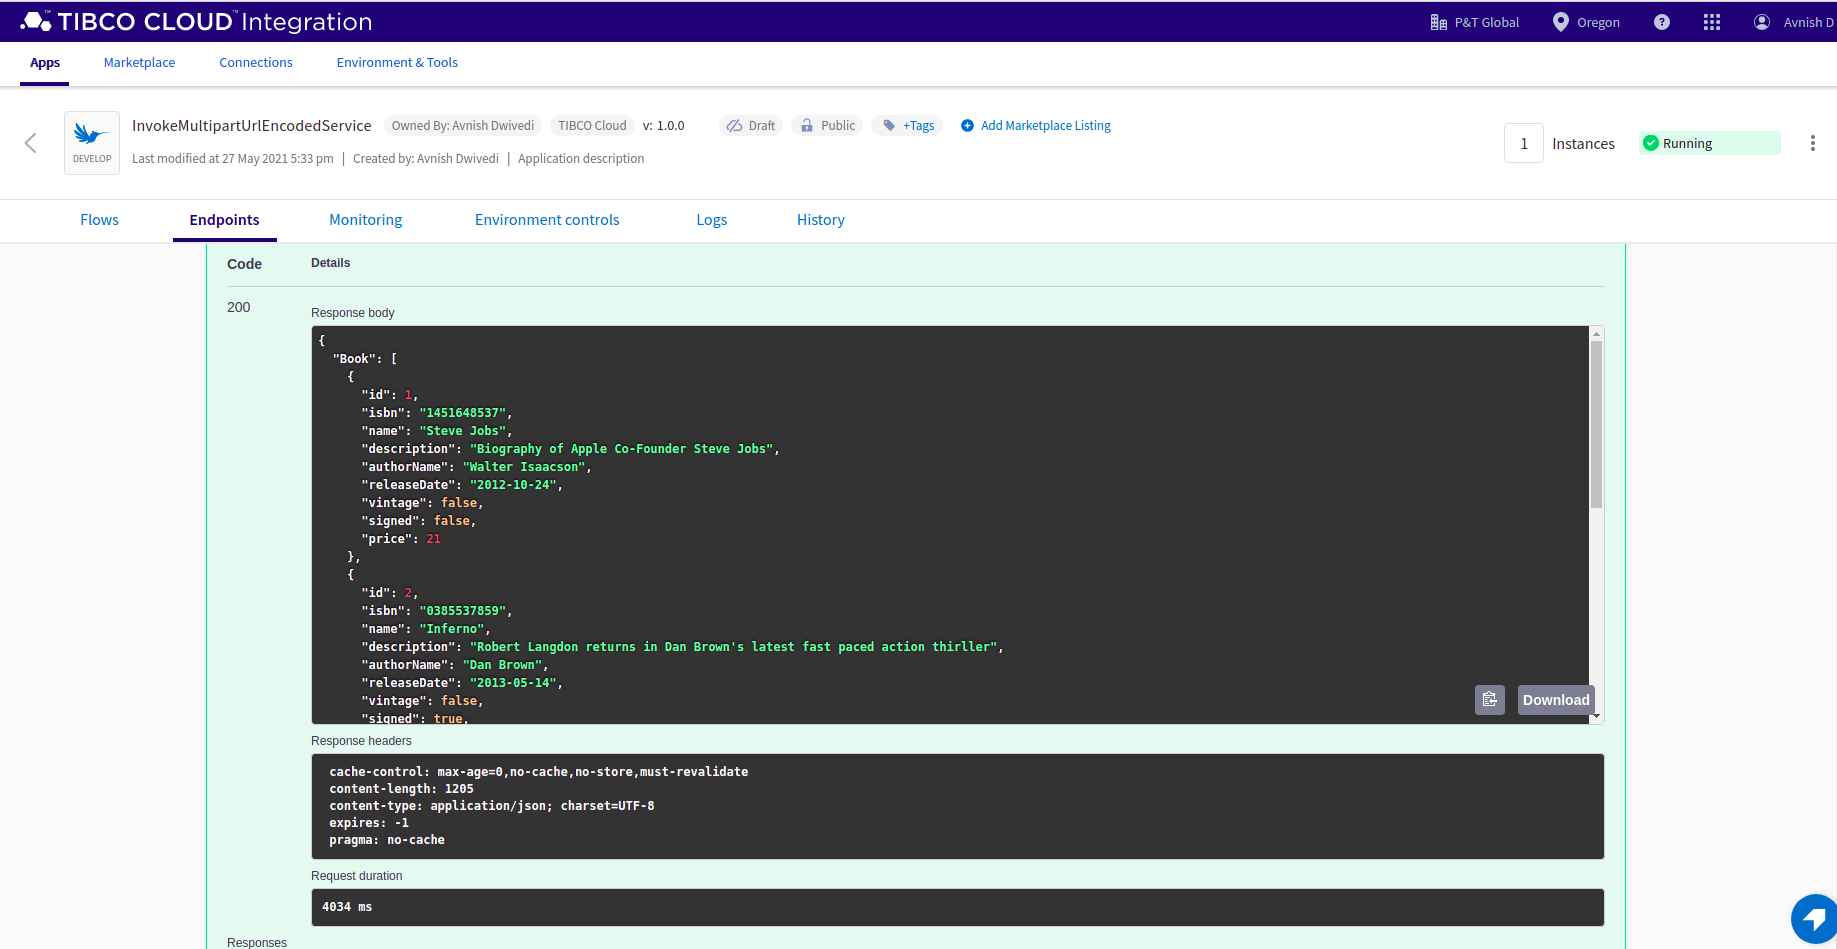 TIBCO CLOUD™ Integration P&T Global Oregon ? Avnish D
Apps Marketplace Connections Environment & Tools
InvokeMultipartUrlEncodedService Owned By: Avnish Dwivedi TIBCO Cloud v: 1.0.0 Draft Public +Tags Add Marketplace Listing
DEVELOP
Last modified at 27 May 2021 5:33 pm | Created by: Avnish Dwivedi | Application description
1 Instances Running
Flows Endpoints Monitoring Environment controls Logs History
Code Details
200
Response body
{
"Book": [
{
"id": 1,
"isbn": "1451648537",
"name": "Steve Jobs",
"description": "Biography of Apple Co-Founder Steve Jobs",
"authorName": "Walter Isaacson",
"releaseDate": "2012-10-24",
"vintage": false,
"signed": false,
"price": 21
},
{
"id": 2,
"isbn": "0385537859",
"name": "Inferno",
"description": "Robert Langdon returns in Dan Brown's latest fast paced action thirller",
"authorName": "Dan Brown",
"releaseDate": "2013-05-14",
"vintage": false,
"signed": true,
Download
Response headers
cache-control: max-age=0,no-cache,no-store,must-revalidate
content-length: 1205
content-type: application/json; charset=UTF-8
expires: -1
pragma: no-cache
Request duration
4034 ms
Responses